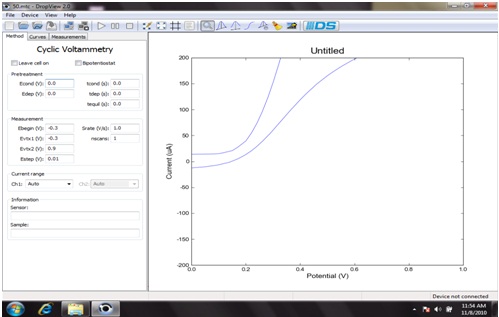 50.mtc - DropView 2.0
File Device View Help
DS
Method Curves Measurements
Cyclic Voltammetry
Leave cell on Bipotentiostat
Pretreatment
Econd (V): 0.0 tcond (s): 0.0
Edep (V): 0.0 tdep (s): 0.0
tequil (s): 0.0
Measurement
Ebegin (V): -0.3 Srate (V/s): 1.0
Evtx1 (V): -0.3 nscans: 1
Evtx2 (V): 0.9
Estep (V): 0.01
Current range
Ch1: Auto Ch2: Auto
Information
Sensor:
Sample:
Untitled
Current (uA)
200
150
100
50
0
-50
-100
-150
-200
0.0 0.2 0.4 0.6 0.8 1.0
Potential (V)
Device not connected
11:54 AM
11/8/2010